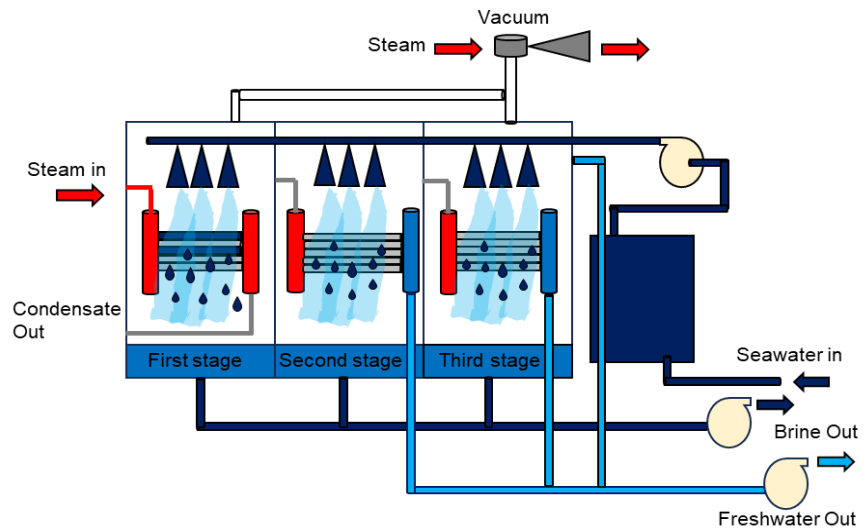 Vacuum
Steam
Steam in
Condensate
Out
First stage
Second stage
Third stage
Seawater in
Brine Out
Freshwater Out